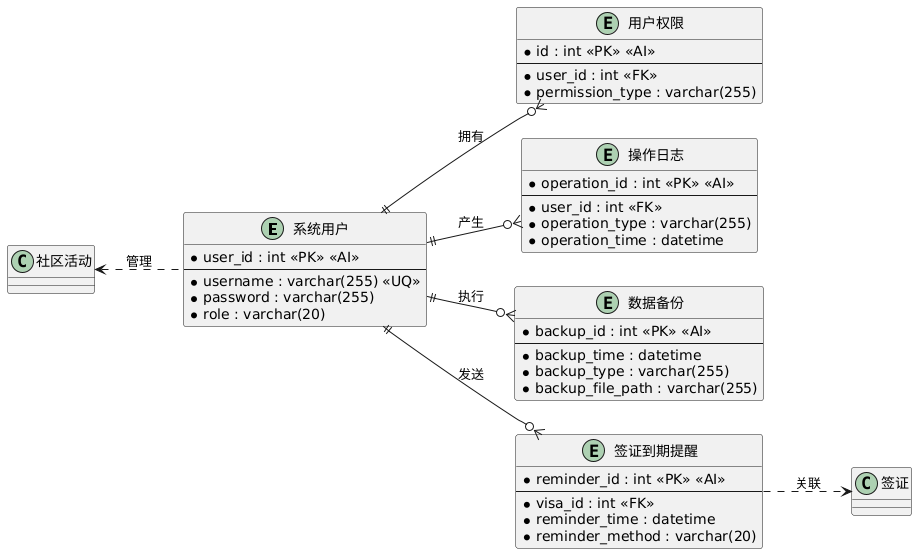 E 用户权限
* id : int «PK» «AI»
* user_id : int «FK»
* permission_type : varchar(255)
拥有
E 操作日志
* operation_id : int «PK» «AI»
* user_id : int «FK»
* operation_type : varchar(255)
* operation_time : datetime
产生
C 社区活动
管理
E 系统用户
* user_id : int «PK» «AI»
* username : varchar(255) «UQ»
* password : varchar(255)
* role : varchar(20)
执行
E 数据备份
* backup_id : int «PK» «AI»
* backup_time : datetime
* backup_type : varchar(255)
* backup_file_path : varchar(255)
发送
E 签证到期提醒
* reminder_id : int «PK» «AI»
* visa_id : int «FK»
* reminder_time : datetime
* reminder_method : varchar(20)
关联
C 签证